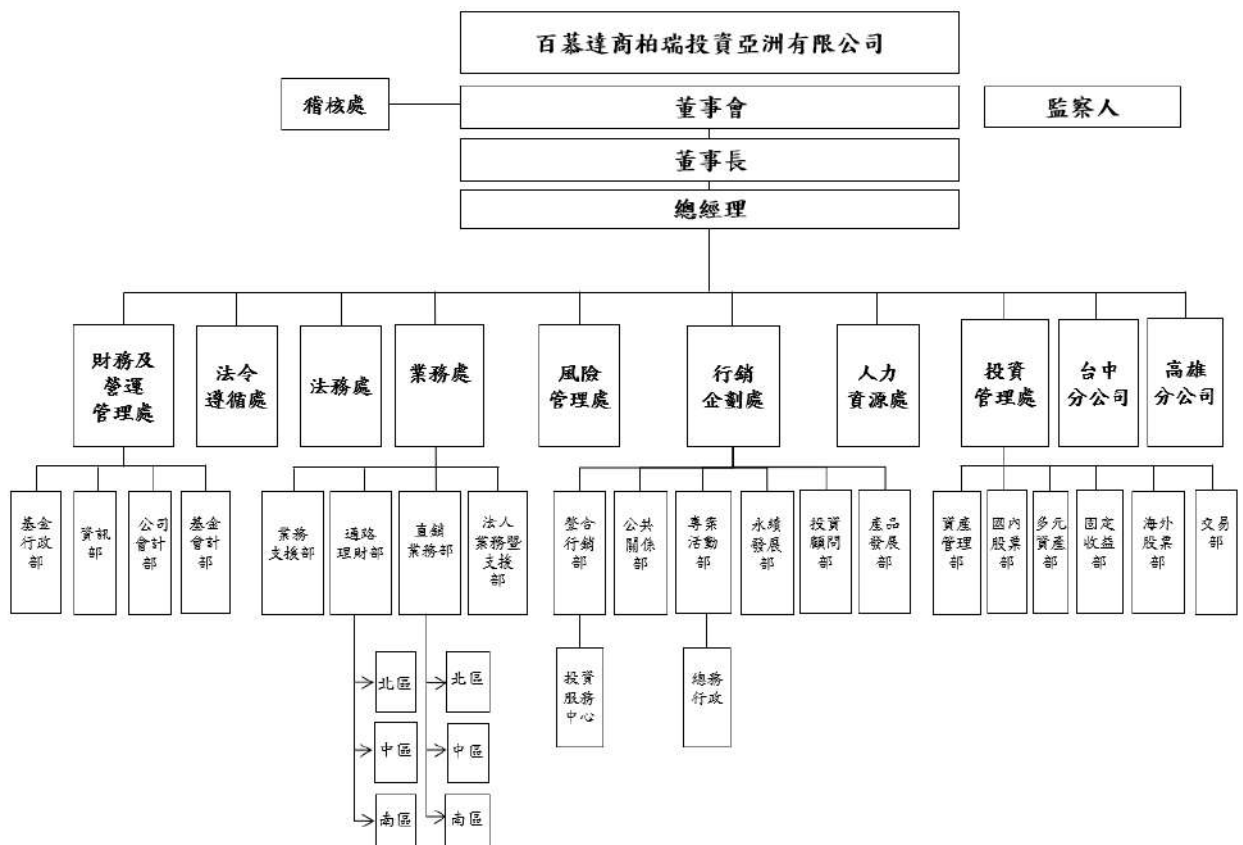 百慕達商柏瑞投資亞洲有限公司
稽核處
董事會
監察人
董事長
總經理
財務及
營運
管理處
法令
遵循處
法務處
業務處
風險
管理處
行銷
企劃處
人力
資源處
投資
管理處
台中
分公司
高雄
分公司
基金
行政
部
資訊
部
公司
會計
部
基金
會計
部
業務
支援部
通路
理財部
直銷
業務部
法人
業務暨
支援
部
整合
行銷
部
公共
關係
部
專案
活動
部
永續
發展
部
投資
顧問
部
產品
發展
部
資產
管理
部
國內
股票
部
多元
資產
部
固定
收益
部
海外
股票
部
交易
部
北區
中區
南區
北區
中區
南區
投資
服務
中心
總務
行政